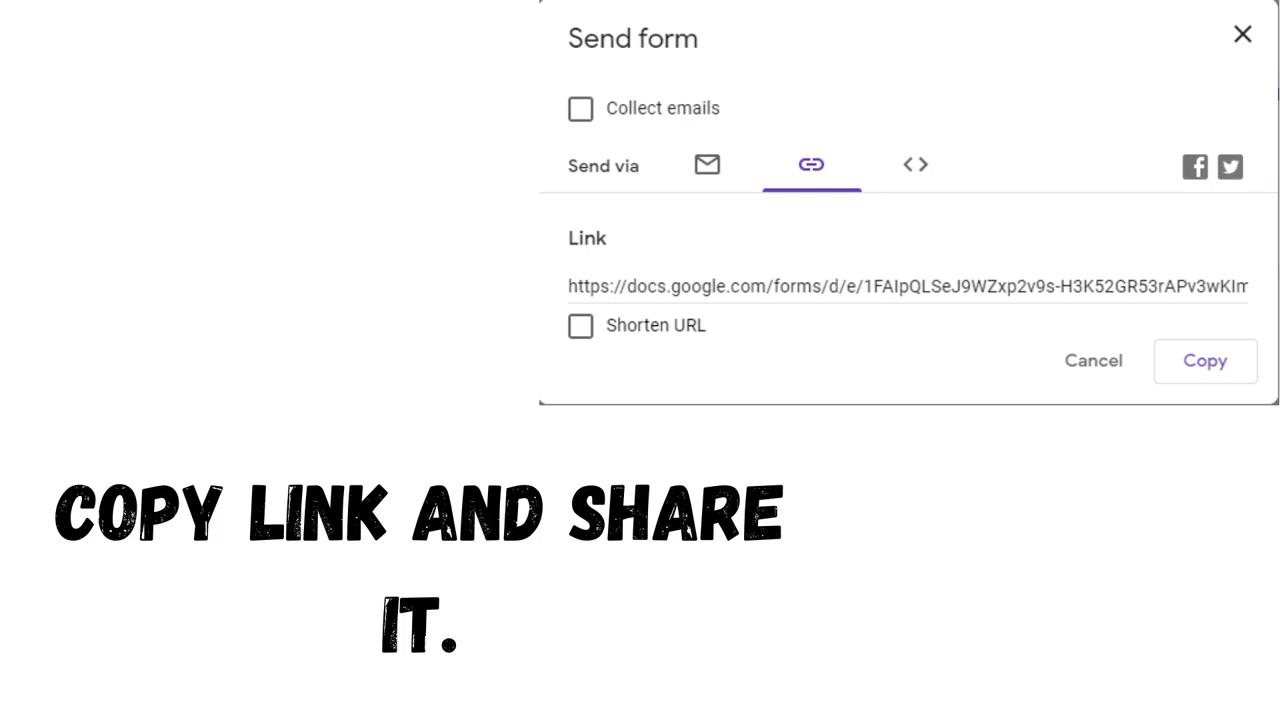 Send form
Collect emails
Send via
Link
https://docs.google.com/forms/d/e/1FAIpQLSeJ9WZxp2v9s-H3K52GR53rAPv3wKIm
Shorten URL
Cancel Copy
COPY LINK AND SHARE
IT.